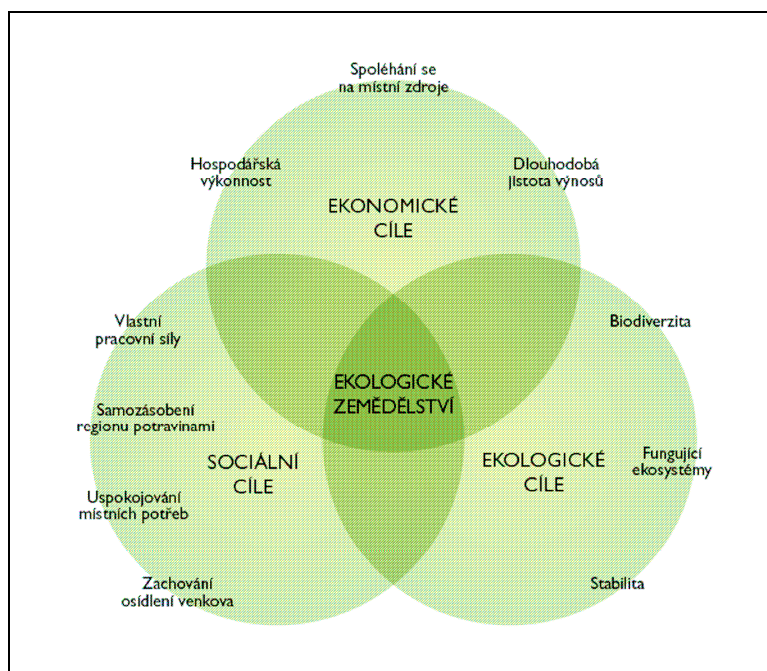 Spoléhání se
na místní zdroje
Hospodářská
výkonnost
Dlouhodobá
jistota výnosů
EKONOMICKÉ
CÍLE
Vlastní
pracovní síly
Biodiverzita
EKOLOGICKÉ
ZEMĚDĚLSTVÍ
Samozásobení
regionu potravinami
SOCIÁLNÍ
CÍLE
EKOLOGICKÉ
CÍLE
Fungující
ekosystémy
Uspokojování
místních potřeb
Zachování
osídlení venkova
Stabilita